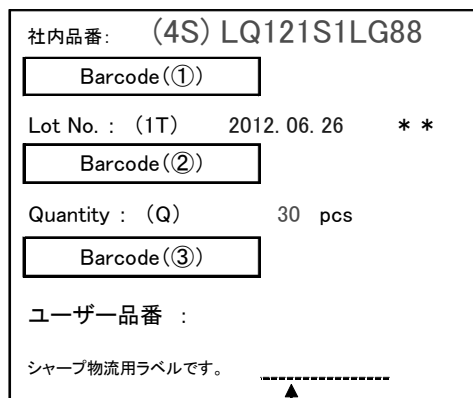 社内品番: (4S) LQ121S1LG88
Barcode(①)
Lot No. : (1T) 2012. 06. 26 * *
Barcode(②)
Quantity : (Q) 30 pcs
Barcode(③)
ユーザー品番 :
シャープ物流用ラベルです。